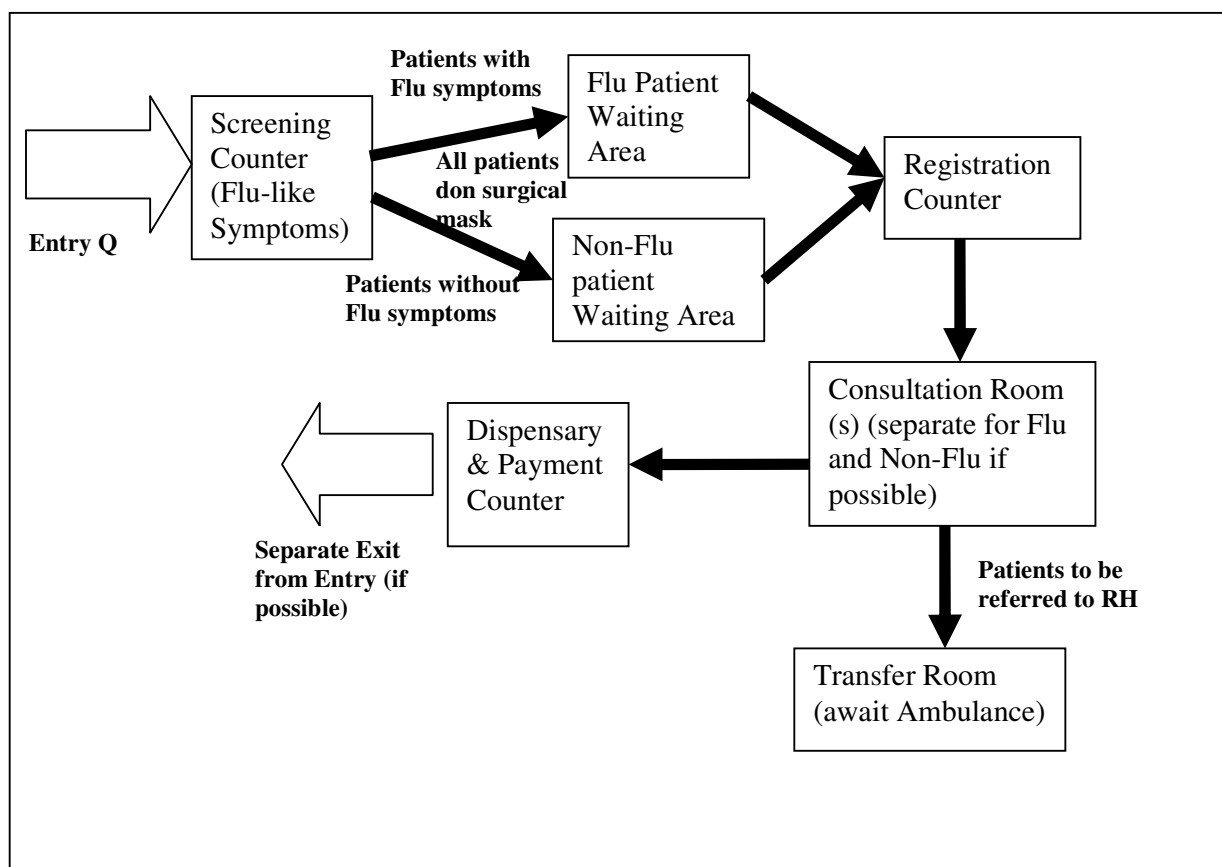 Entry Q
Screening
Counter
(Flu-like
Symptoms)
Patients with
Flu symptoms
All patients
don surgical
mask
Patients without
Flu symptoms
Flu Patient
Waiting
Area
Non-Flu
patient
Waiting Area
Registration
Counter
Consultation Room
(s) (separate for Flu
and Non-Flu if
possible)
Dispensary
& Payment
Counter
Separate Exit
from Entry (if
possible)
Patients to be
referred to RH
Transfer Room
(await Ambulance)